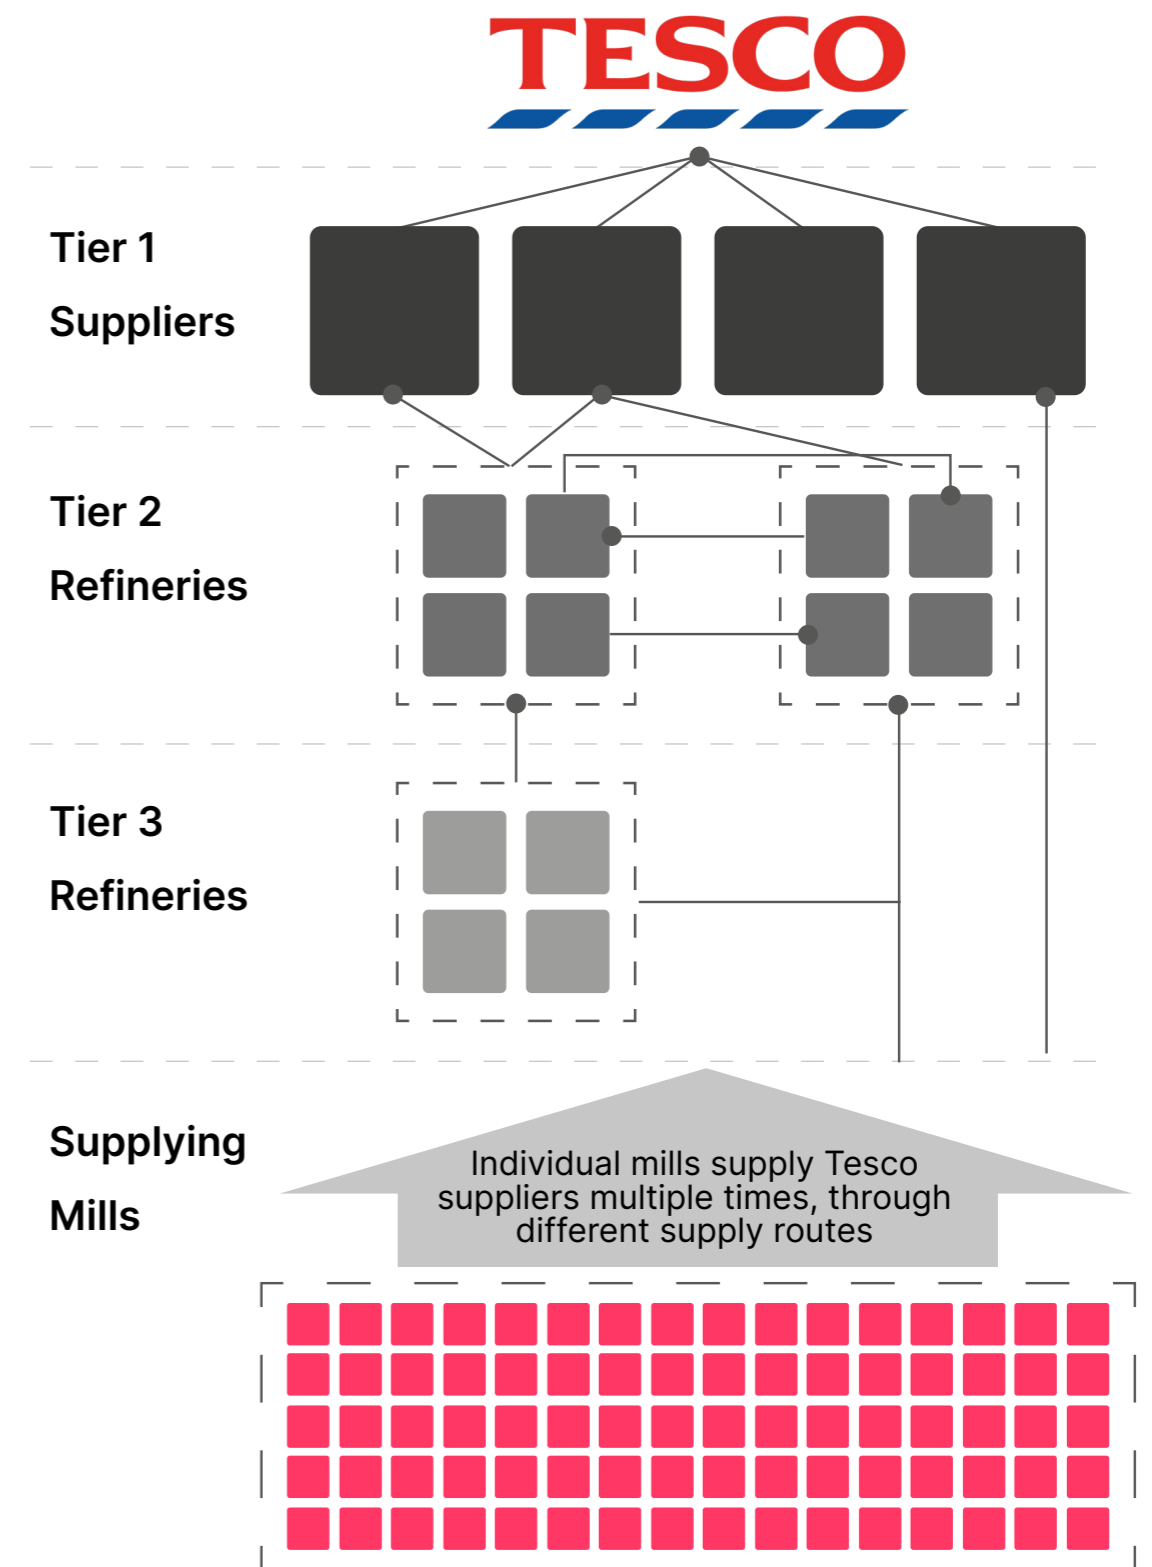 TESCO
Tier 1
Suppliers
Tier 2
Refineries
Tier 3
Refineries
Supplying
Mills
Individual mills supply Tesco
suppliers multiple times, through
different supply routes